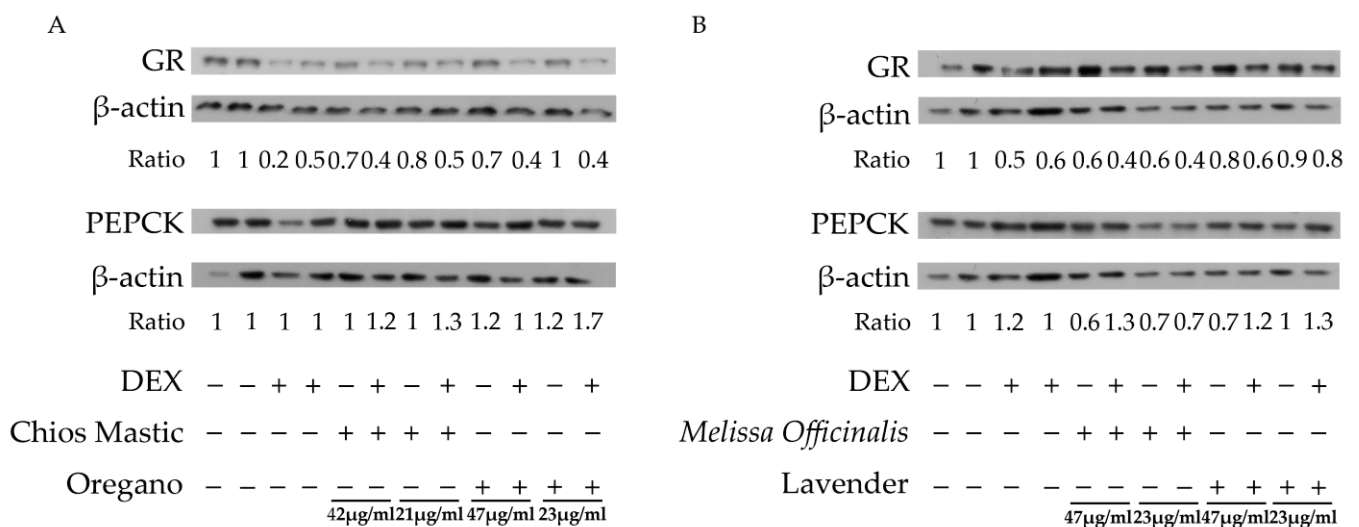 A
GR
β-actin
Ratio 1 1 0.2 0.5 0.7 0.4 0.8 0.5 0.7 0.4 1 0.4
PEPCK
β-actin
Ratio 1 1 1 1 1 1.2 1 1.3 1.2 1 1.2 1.7
DEX – – + + – + – + – + – +
Chios Mastic – – – – + + + + – – – –
Oregano – – – – – – – – + + + +
42μg/ml 21μg/ml 47μg/ml 23μg/ml
B
GR
β-actin
Ratio 1 1 0.5 0.6 0.6 0.4 0.6 0.4 0.8 0.6 0.9 0.8
PEPCK
β-actin
Ratio 1 1 1.2 1 0.6 1.3 0.7 0.7 0.7 1.2 1 1.3
DEX – – + + – + – + – + – +
Melissa Officinalis – – – – + + + + – – – –
Lavender – – – – – – – – + + + +
47μg/ml 23μg/ml 47μg/ml 23μg/ml